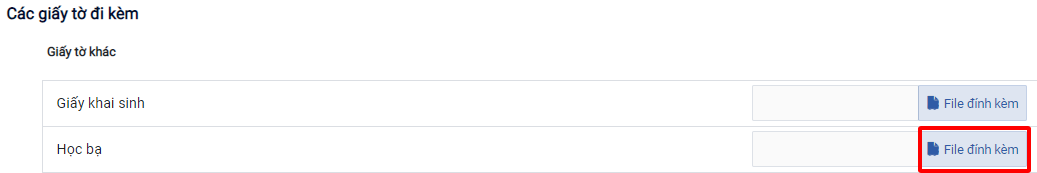 Các giấy tờ đi kèm
Giấy tờ khác
Giấy khai sinh File đính kèm
Học bạ File đính kèm